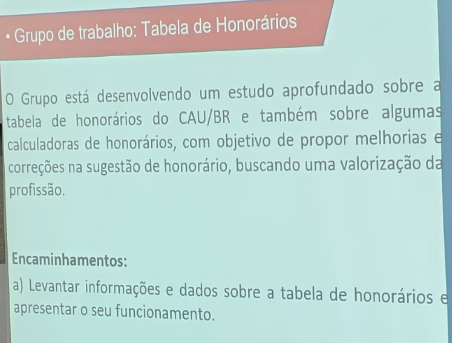 • Grupo de trabalho: Tabela de Honorários
O Grupo está desenvolvendo um estudo aprofundado sobre a
tabela de honorários do CAU/BR e também sobre algumas
calculadoras de honorários, com objetivo de propor melhorias e
correções na sugestão de honorário, buscando uma valorização da
profissão.
Encaminhamentos:
a) Levantar informações e dados sobre a tabela de honorários e
apresentar o seu funcionamento.